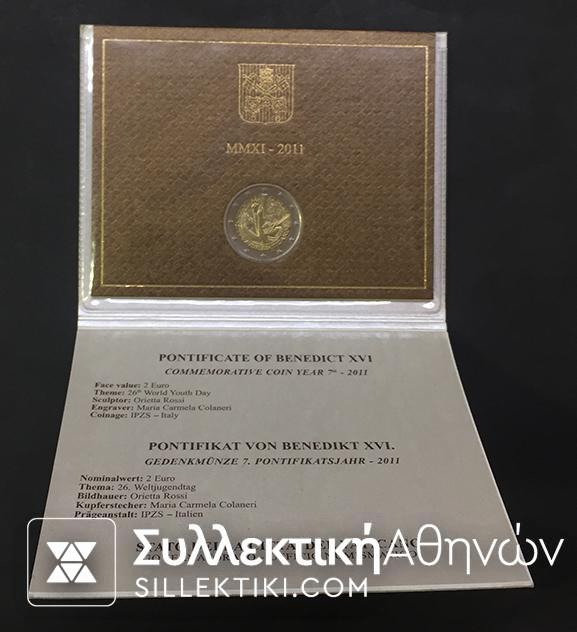 MMXI - 2011
PONTIFICATE OF BENEDICT XVI
COMMEMORATIVE COIN YEAR 7th - 2011
Face value: 2 Euro
Theme: 26th World Youth Day
Sculptor: Orietta Rossi
Engraver: Maria Carmela Colaneri
Coinage: IPZS – Italy
PONTIFIKAT VON BENEDIKT XVI.
GEDENKMÜNZE 7. PONTIFIKATSJAHR - 2011
Nominalwert: 2 Euro
Thema: 26. Weltjugendtag
Bildhauer: Orietta Rossi
Kupferstecher: Maria Carmela Colaneri
Prägeanstalt: IPZS – Italien
ΣυλλεκτικήΑθηνών
SILLEKTIKI.COM